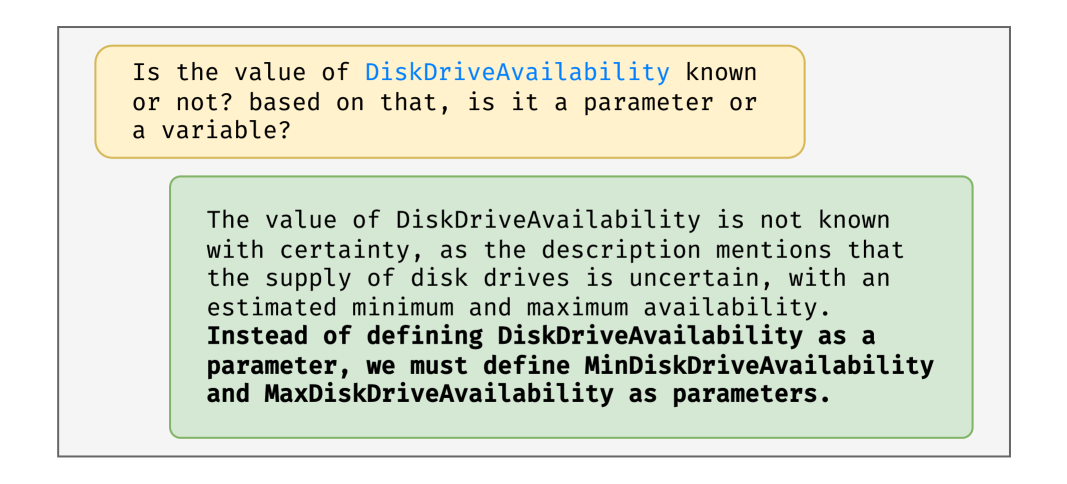 Is the value of DiskDriveAvailability known
or not? based on that, is it a parameter or
a variable?
The value of DiskDriveAvailability is not known
with certainty, as the description mentions that
the supply of disk drives is uncertain, with an
estimated minimum and maximum availability.
Instead of defining DiskDriveAvailability as a
parameter, we must define MinDiskDriveAvailability
and MaxDiskDriveAvailability as parameters.